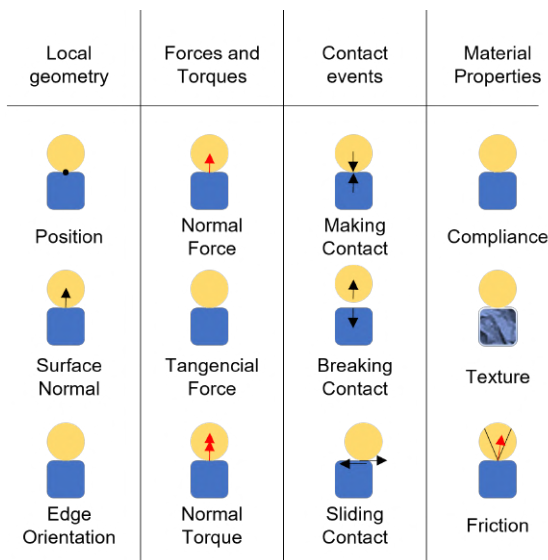 Local
geometry
Forces and
Torques
Contact
events
Material
Properties
Position
Normal
Force
Making
Contact
Compliance
Surface
Normal
Tangencial
Force
Breaking
Contact
Texture
Edge
Orientation
Normal
Torque
Sliding
Contact
Friction